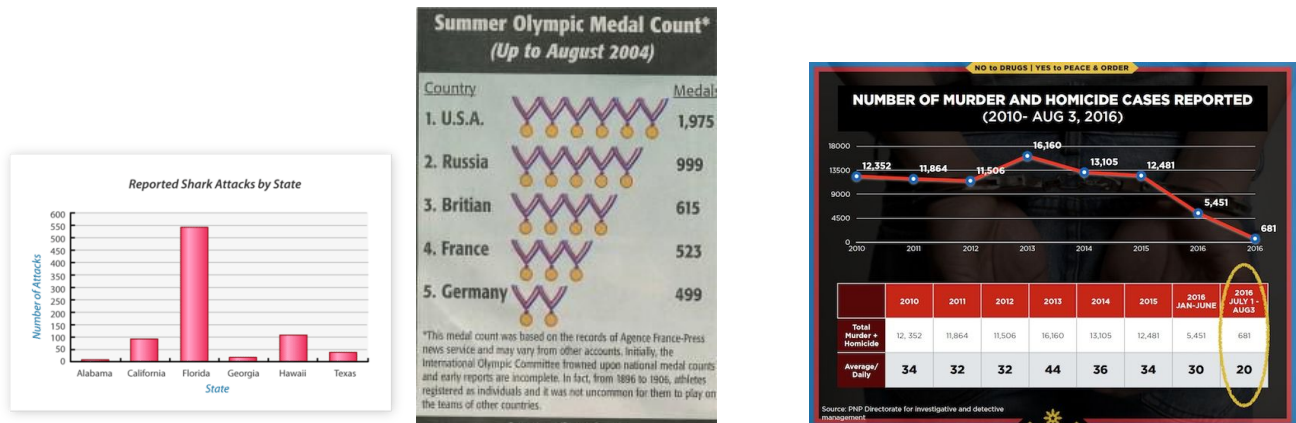 Reported Shark Attacks by State
Number of Attacks
600
550
500
450
400
350
300
250
200
150
100
50
0
Alabama California Florida Georgia Hawaii Texas
State
Summer Olympic Medal Count*
(Up to August 2004)
Country Medals
1. U.S.A. 1,975
2. Russia 999
3. Britian 615
4. France 523
5. Germany 499
*This medal count was based on the records of Agence France-Press
news service and may vary from other accounts. Initially, the
International Olympic Committee frowned upon national medal counts
and early reports are incomplete. In fact, from 1896 to 1906, athletes
registered as individuals and it was not uncommon for them to play on
the teams of other countries.
NO to DRUGS | YES to PEACE & ORDER
NUMBER OF MURDER AND HOMICIDE CASES REPORTED
(2010- AUG 3, 2016)
18000
13500
9000
4500
0
12,352 11,864 11,506 16,160 13,105 12,481 5,451 681
2010 2011 2012 2013 2014 2015 2016 2016
2010 2011 2012 2013 2014 2015 2016 JAN-JUNE 2016 JULY 1 - AUG3
Total Murder + Homicide 12, 352 11,864 11,506 16,160 13,105 12,481 5,451 681
Average/ Daily 34 32 32 44 36 34 30 20
Source: PNP Directorate for investigative and detective
management